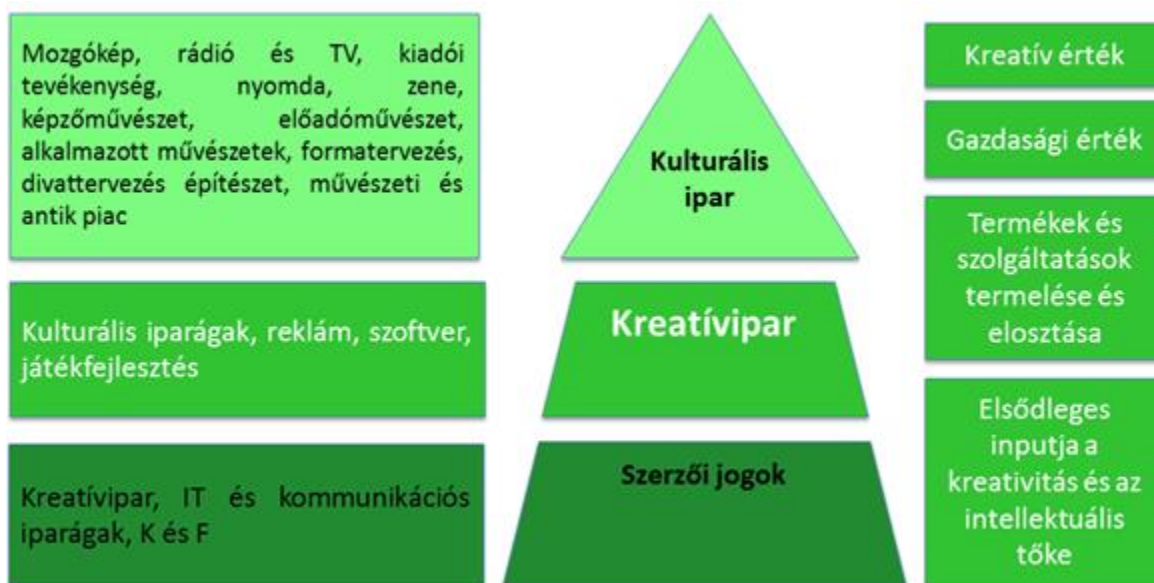 Mozgókép, rádió és TV, kiadói
tevékenység, nyomda, zene,
képzőművészet, előadóművészet,
alkalmazott művészetek, formatervezés,
divattervezés építészet, művészeti és
antik piac
Kulturális iparágak, reklám, szoftver,
játékfejlesztés
Kreatívipar, IT és kommunikációs
iparágak, K és F
Kulturális
ipar
Kreatívipar
Szerzői jogok
Kreatív érték
Gazdasági érték
Termékek és
szolgáltatások
termelése és
elosztása
Elsődleges
inputja a
kreativitás és az
intellektuális
tőke